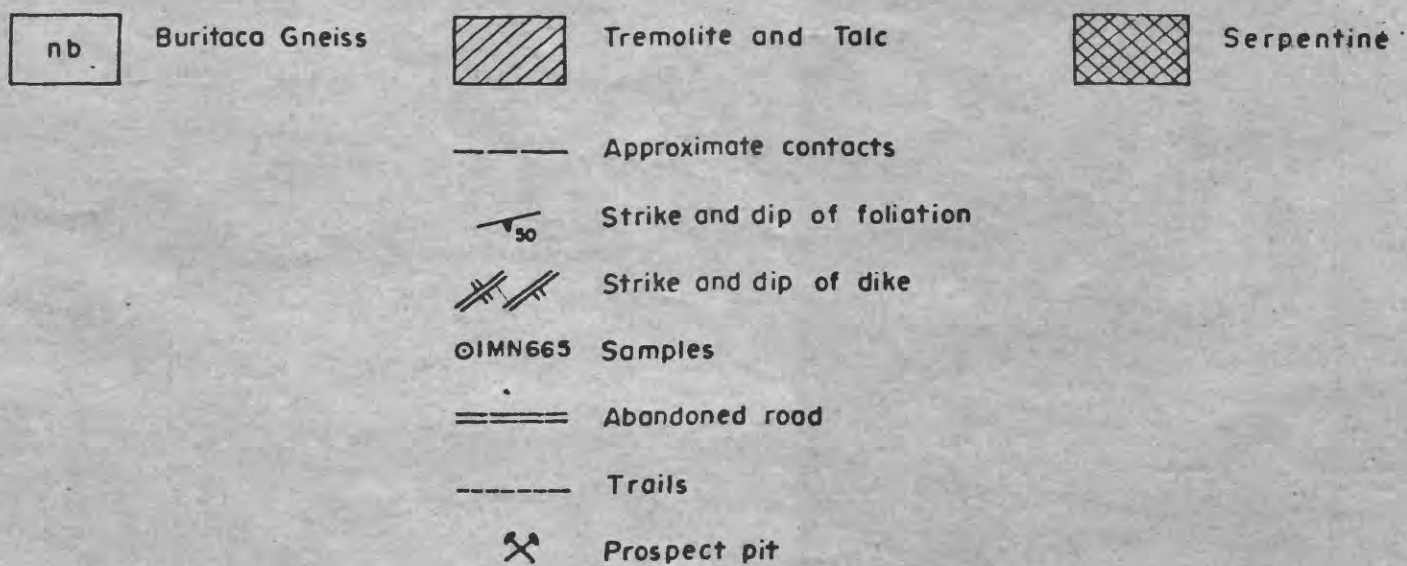 nb Buritaca Gneiss Tremolite and Talc Serpentine
Approximate contacts
50 Strike and dip of foliation
Strike and dip of dike
IMN665 Samples
Abandoned road
Trails
Prospect pit